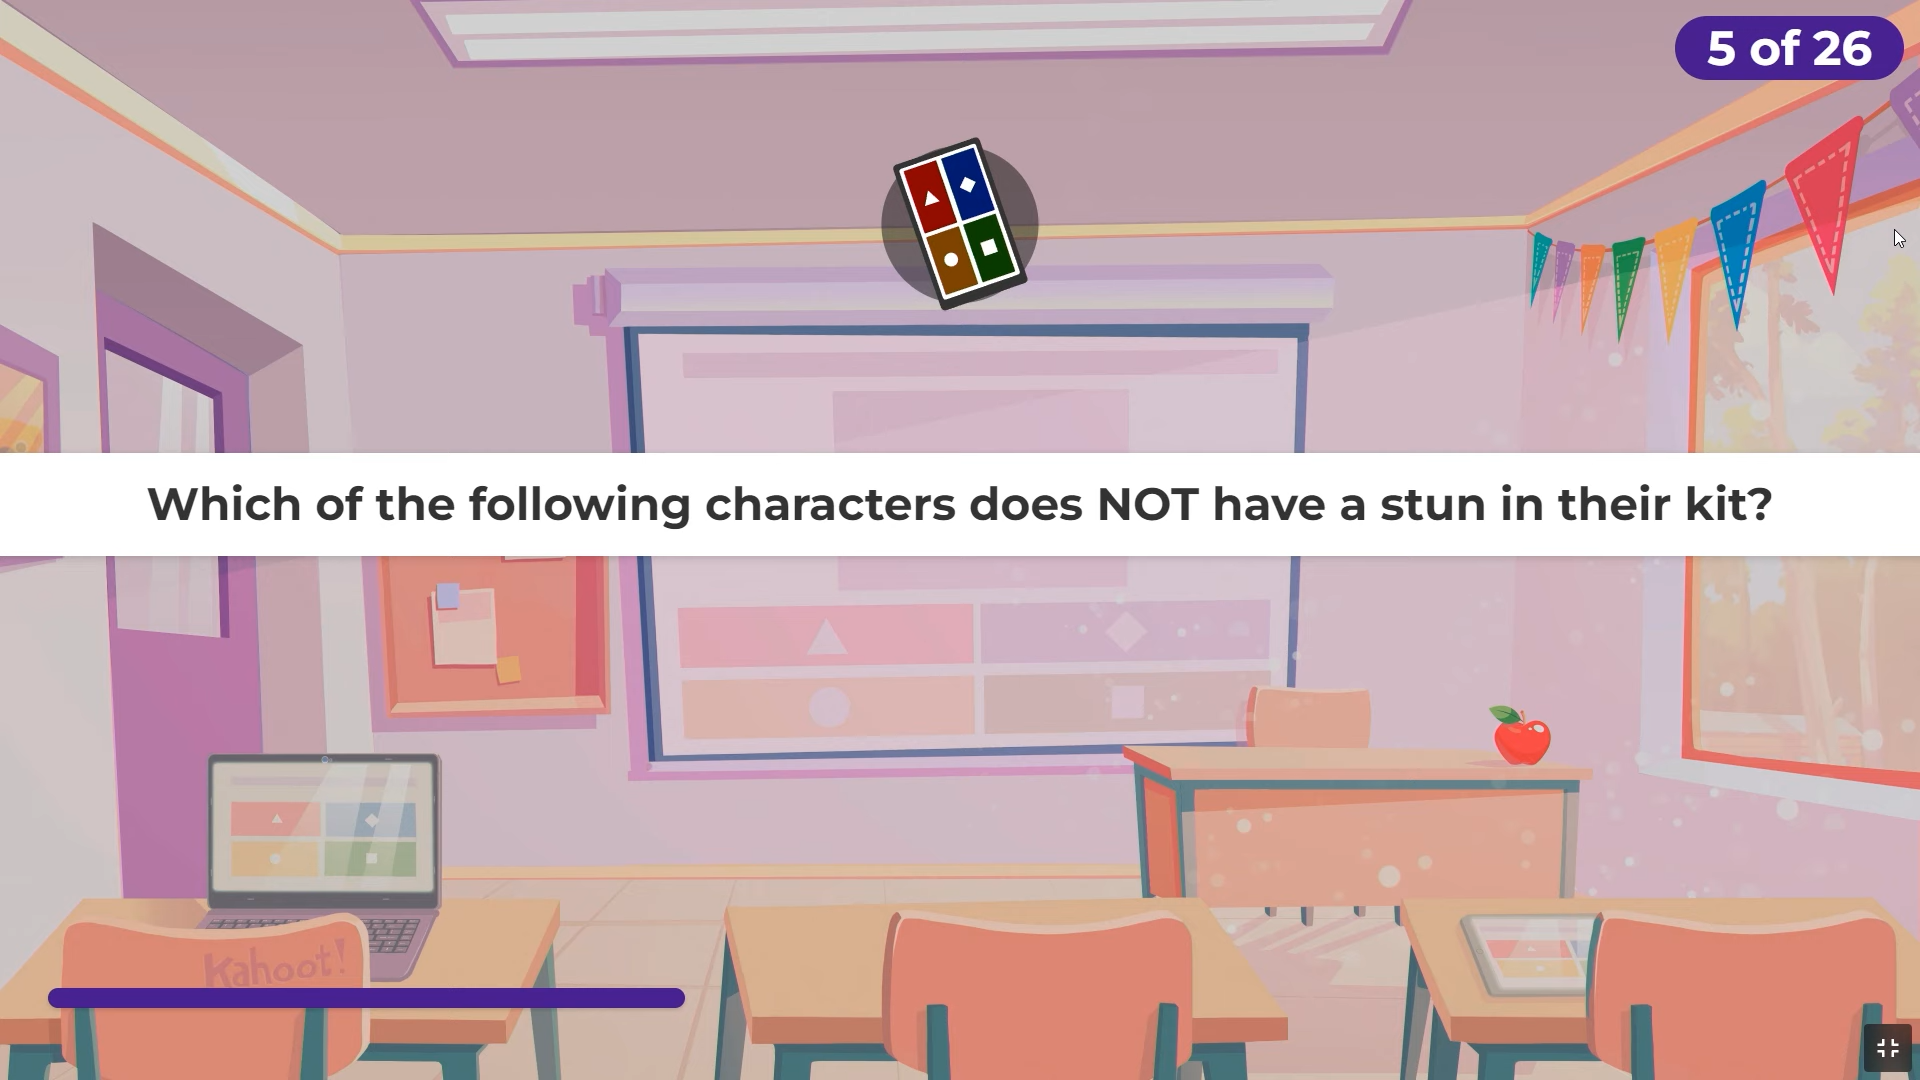 5 of 26
Which of the following characters does NOT have a stun in their kit?
Kahoot!